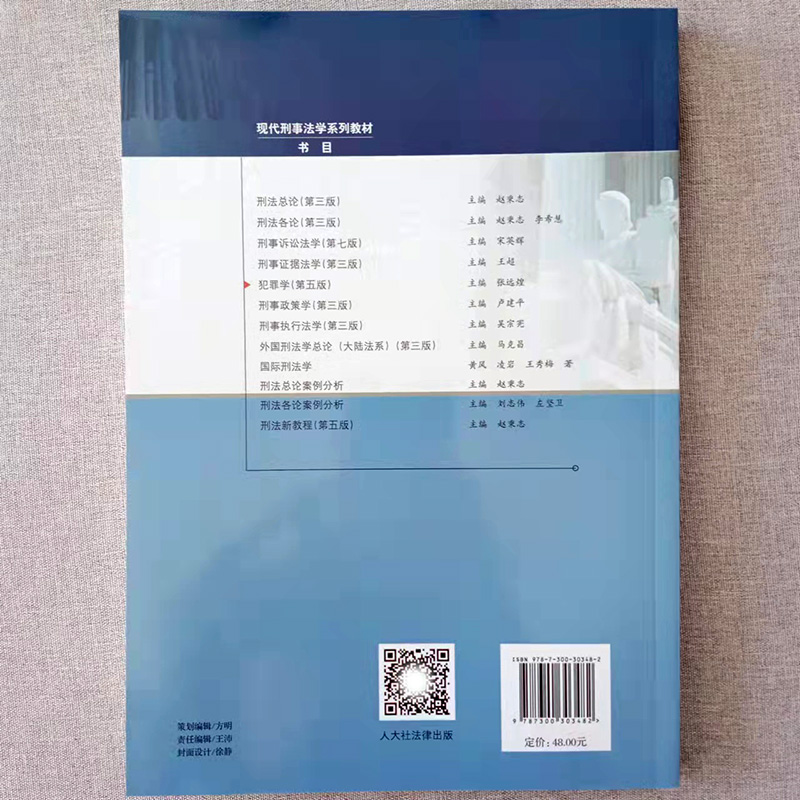 现代刑事法学系列教材
书 目
刑法总论(第三版) 主编 赵秉志
刑法各论(第三版) 主编 赵秉志 李希慧
刑事诉讼法学(第七版) 主编 宋英辉
刑事证据法学(第三版) 主编 王超
犯罪学(第五版) 主编 张远煌
刑事政策学(第三版) 主编 卢建平
刑事执行法学(第三版) 主编 吴宗宪
外国刑法学总论(大陆法系)(第三版) 主编 马克昌
国际刑法学 黄风 凌岩 王秀梅 著
刑法总论案例分析 主编 赵秉志
刑法各论案例分析 主编 刘志伟 左坚卫
刑法新教程(第五版) 主编 赵秉志
策划编辑/方明
责任编辑/王沛
封面设计/徐静
人大社法律出版
ISBN 978-7-300-30348-2
9 787300 303482 >
定价: 48.00元